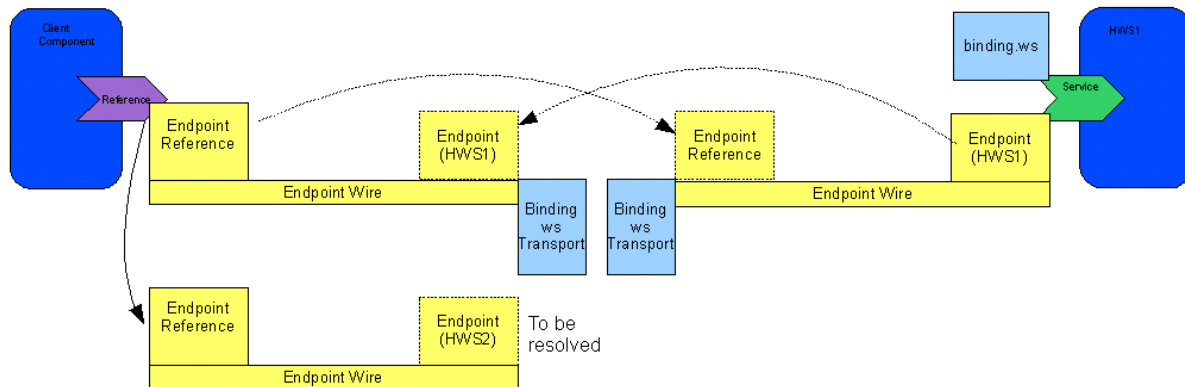 Client
Component
Reference
Endpoint
Reference
Endpoint
(HWS1)
Endpoint Wire
Binding
ws
Transport
Binding
ws
Transport
Endpoint
Reference
Endpoint
(HWS1)
Endpoint Wire
binding.ws
Service
HWS1
Endpoint
Reference
Endpoint
(HWS2)
To be
resolved
Endpoint Wire